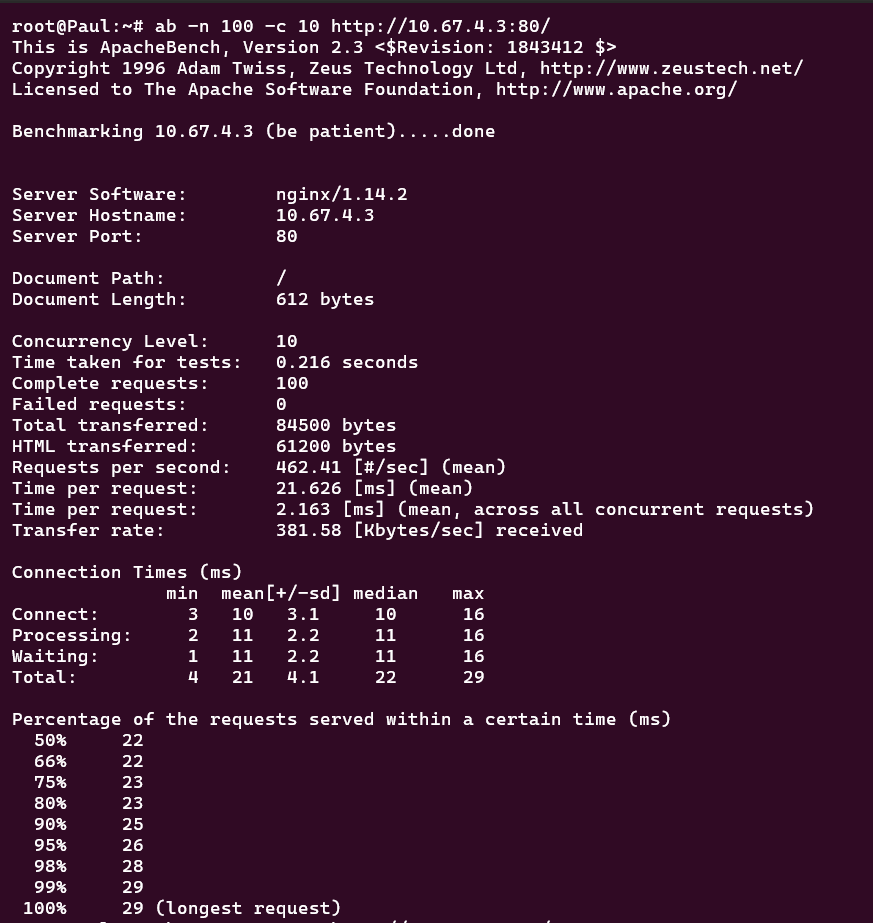 root@Paul:~# ab -n 100 -c 10 http://10.67.4.3:80/
This is ApacheBench, Version 2.3 <$Revision: 1843412 $>
Copyright 1996 Adam Twiss, Zeus Technology Ltd, http://www.zeustech.net/
Licensed to The Apache Software Foundation, http://www.apache.org/

Benchmarking 10.67.4.3 (be patient).....done


Server Software:        nginx/1.14.2
Server Hostname:        10.67.4.3
Server Port:            80

Document Path:          /
Document Length:        612 bytes

Concurrency Level:      10
Time taken for tests:   0.216 seconds
Complete requests:      100
Failed requests:        0
Total transferred:      84500 bytes
HTML transferred:       61200 bytes
Requests per second:    462.41 [#/sec] (mean)
Time per request:       21.626 [ms] (mean)
Time per request:       2.163 [ms] (mean, across all concurrent requests)
Transfer rate:          381.58 [Kbytes/sec] received

Connection Times (ms)
              min  mean[+/-sd] median   max
Connect:        3   10   3.1     10      16
Processing:     2   11   2.2     11      16
Waiting:        1   11   2.2     11      16
Total:          4   21   4.1     22      29

Percentage of the requests served within a certain time (ms)
  50%     22
  66%     22
  75%     23
  80%     23
  90%     25
  95%     26
  98%     28
  99%     29
 100%     29 (longest request)